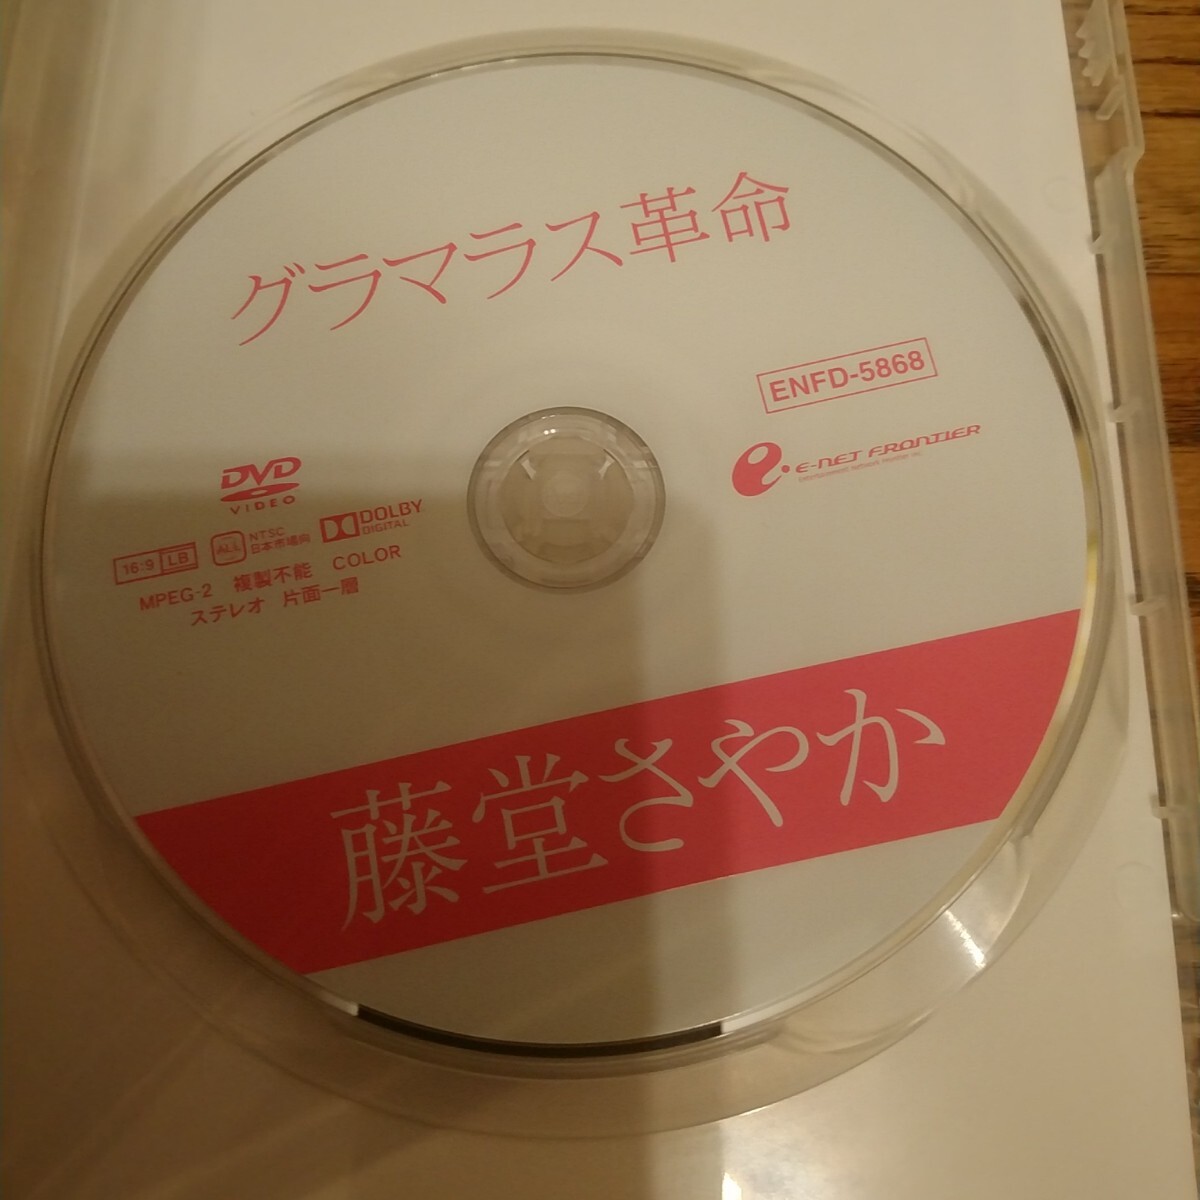 グラマラス革命
ENFD-5868
E-NET FRONTIER
DVD
VIDEO
16:9 LB
ALL
NTSC
日本市場向
DOLBY
DIGITAL
MPEG-2 複製不能 COLOR
ステレオ 片面一層
藤堂さやか